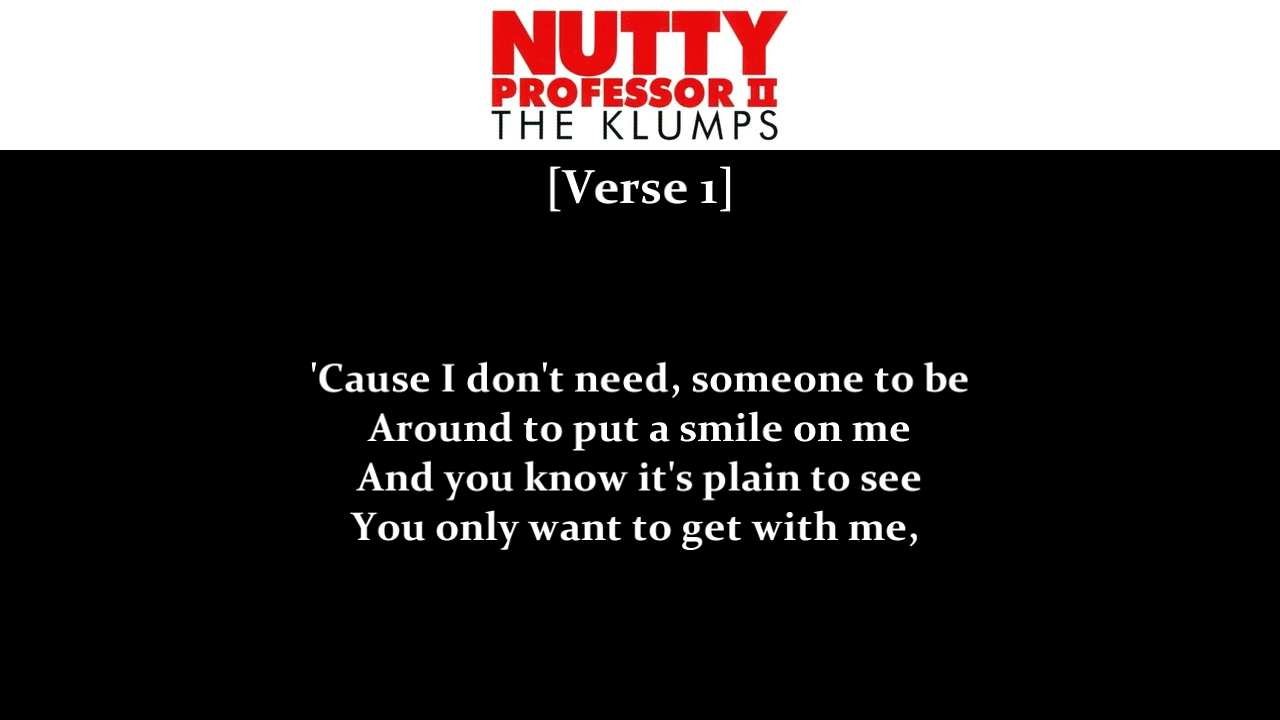 NUTTY
PROFESSOR II
THE KLUMPS
[Verse 1]
'Cause I don't need, someone to be
Around to put a smile on me
And you know it's plain to see
You only want to get with me,